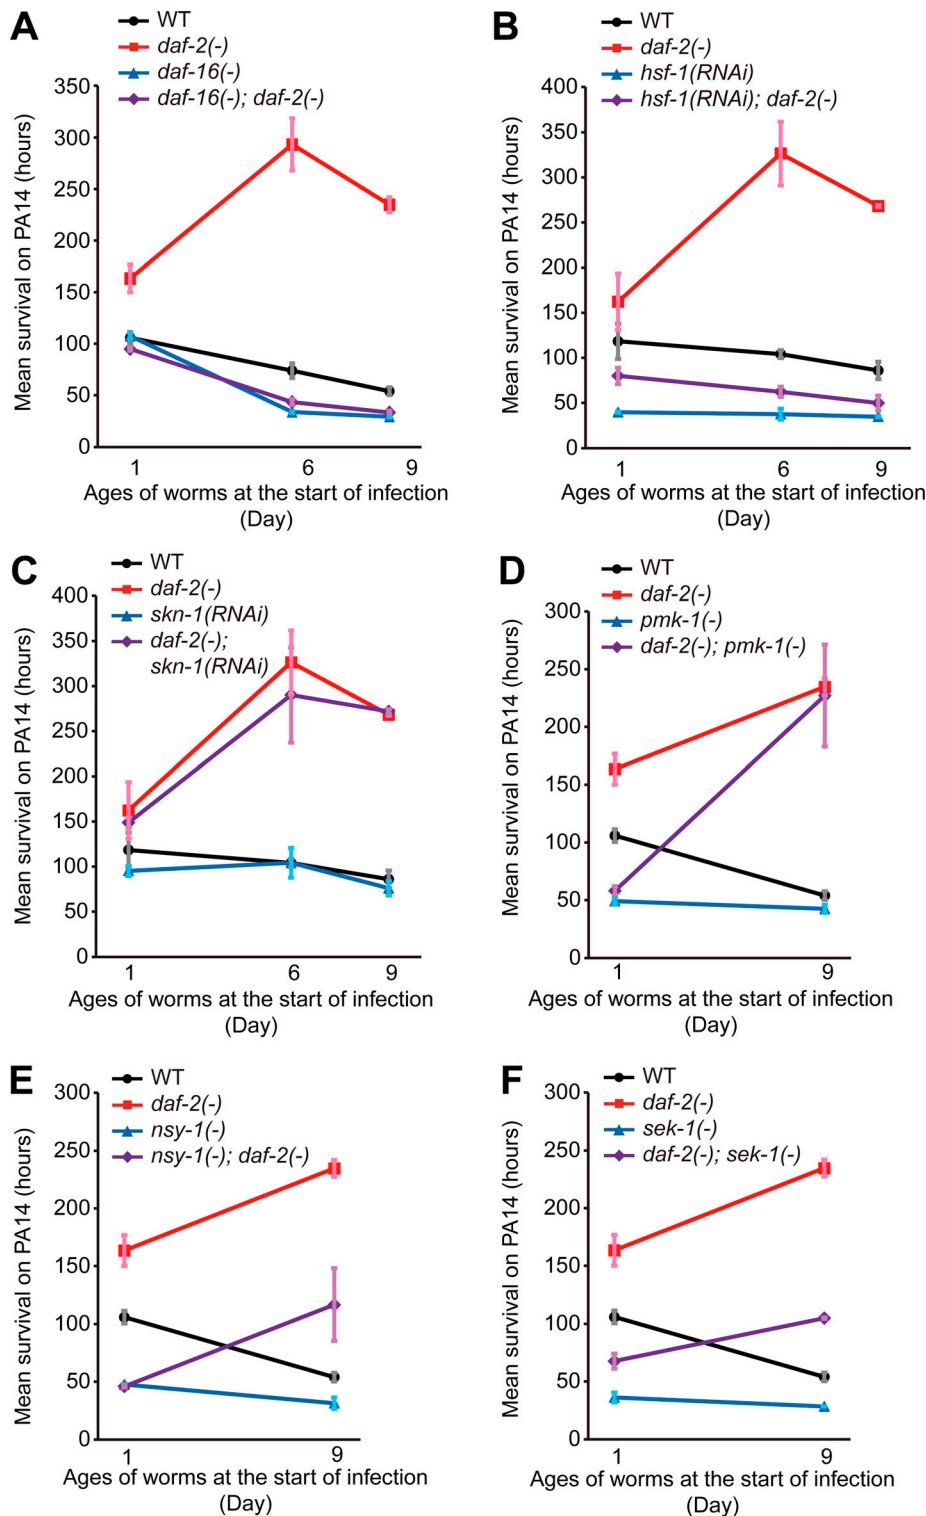 A
WT
daf-2(-)
daf-16(-)
daf-16(-); daf-2(-)
Mean survival on PA14 (hours)
350
300
250
200
150
100
50
0
1
6
9
Ages of worms at the start of infection
(Day)
B
WT
daf-2(-)
hsf-1(RNAi)
hsf-1(RNAi); daf-2(-)
Mean survival on PA14 (hours)
400
350
300
250
200
150
100
50
0
1
6
9
Ages of worms at the start of infection
(Day)
C
WT
daf-2(-)
skn-1(RNAi)
daf-2(-);
skn-1(RNAi)
Mean survival on PA14 (hours)
400
350
300
250
200
150
100
50
0
1
6
9
Ages of worms at the start of infection
(Day)
D
WT
daf-2(-)
pmk-1(-)
daf-2(-); pmk-1(-)
Mean survival on PA14 (hours)
300
250
200
150
100
50
0
1
9
Ages of worms at the start of infection
(Day)
E
WT
daf-2(-)
nsy-1(-)
nsy-1(-); daf-2(-)
Mean survival on PA14 (hours)
300
250
200
150
100
50
0
1
9
Ages of worms at the start of infection
(Day)
F
WT
daf-2(-)
sek-1(-)
daf-2(-); sek-1(-)
Mean survival on PA14 (hours)
300
250
200
150
100
50
0
1
9
Ages of worms at the start of infection
(Day)